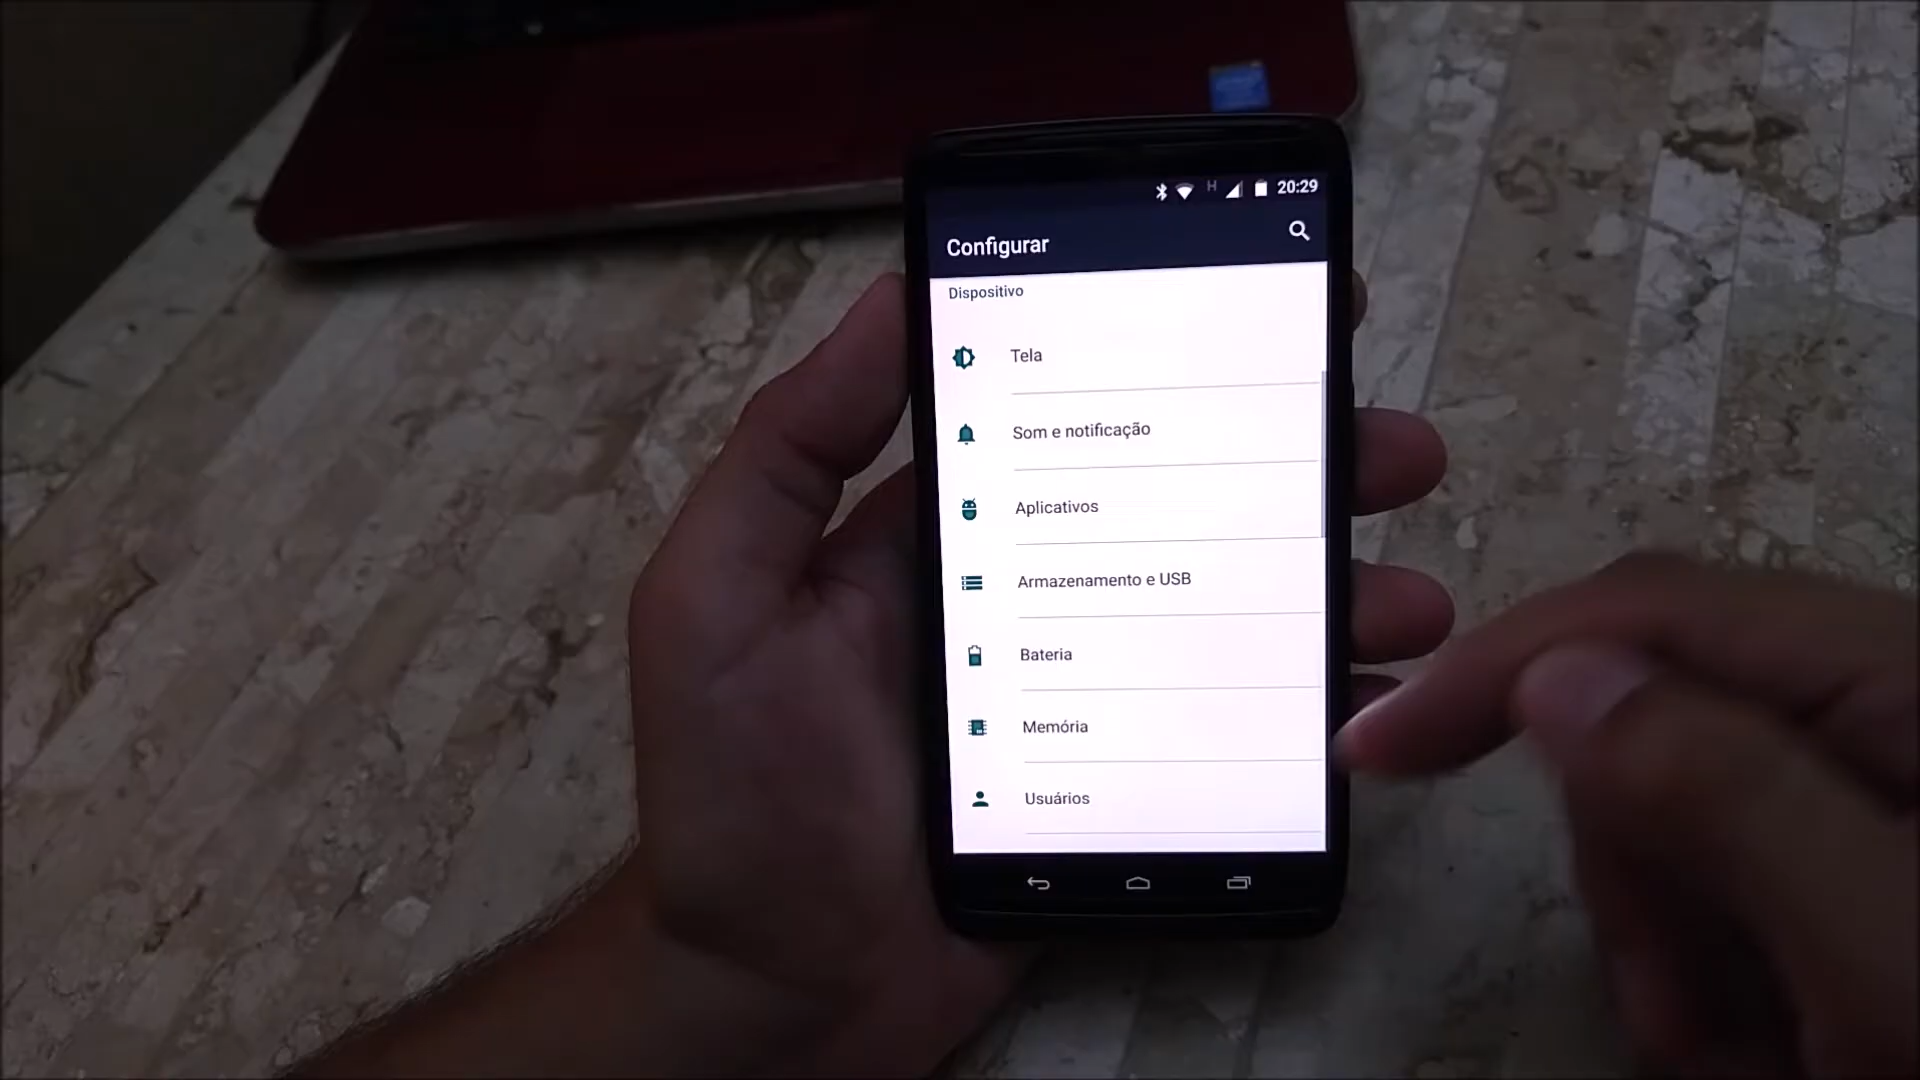 H 20:29
Configurar
Dispositivo
Tela
Som e notificação
Aplicativos
Armazenamento e USB
Bateria
Memória
Usuários